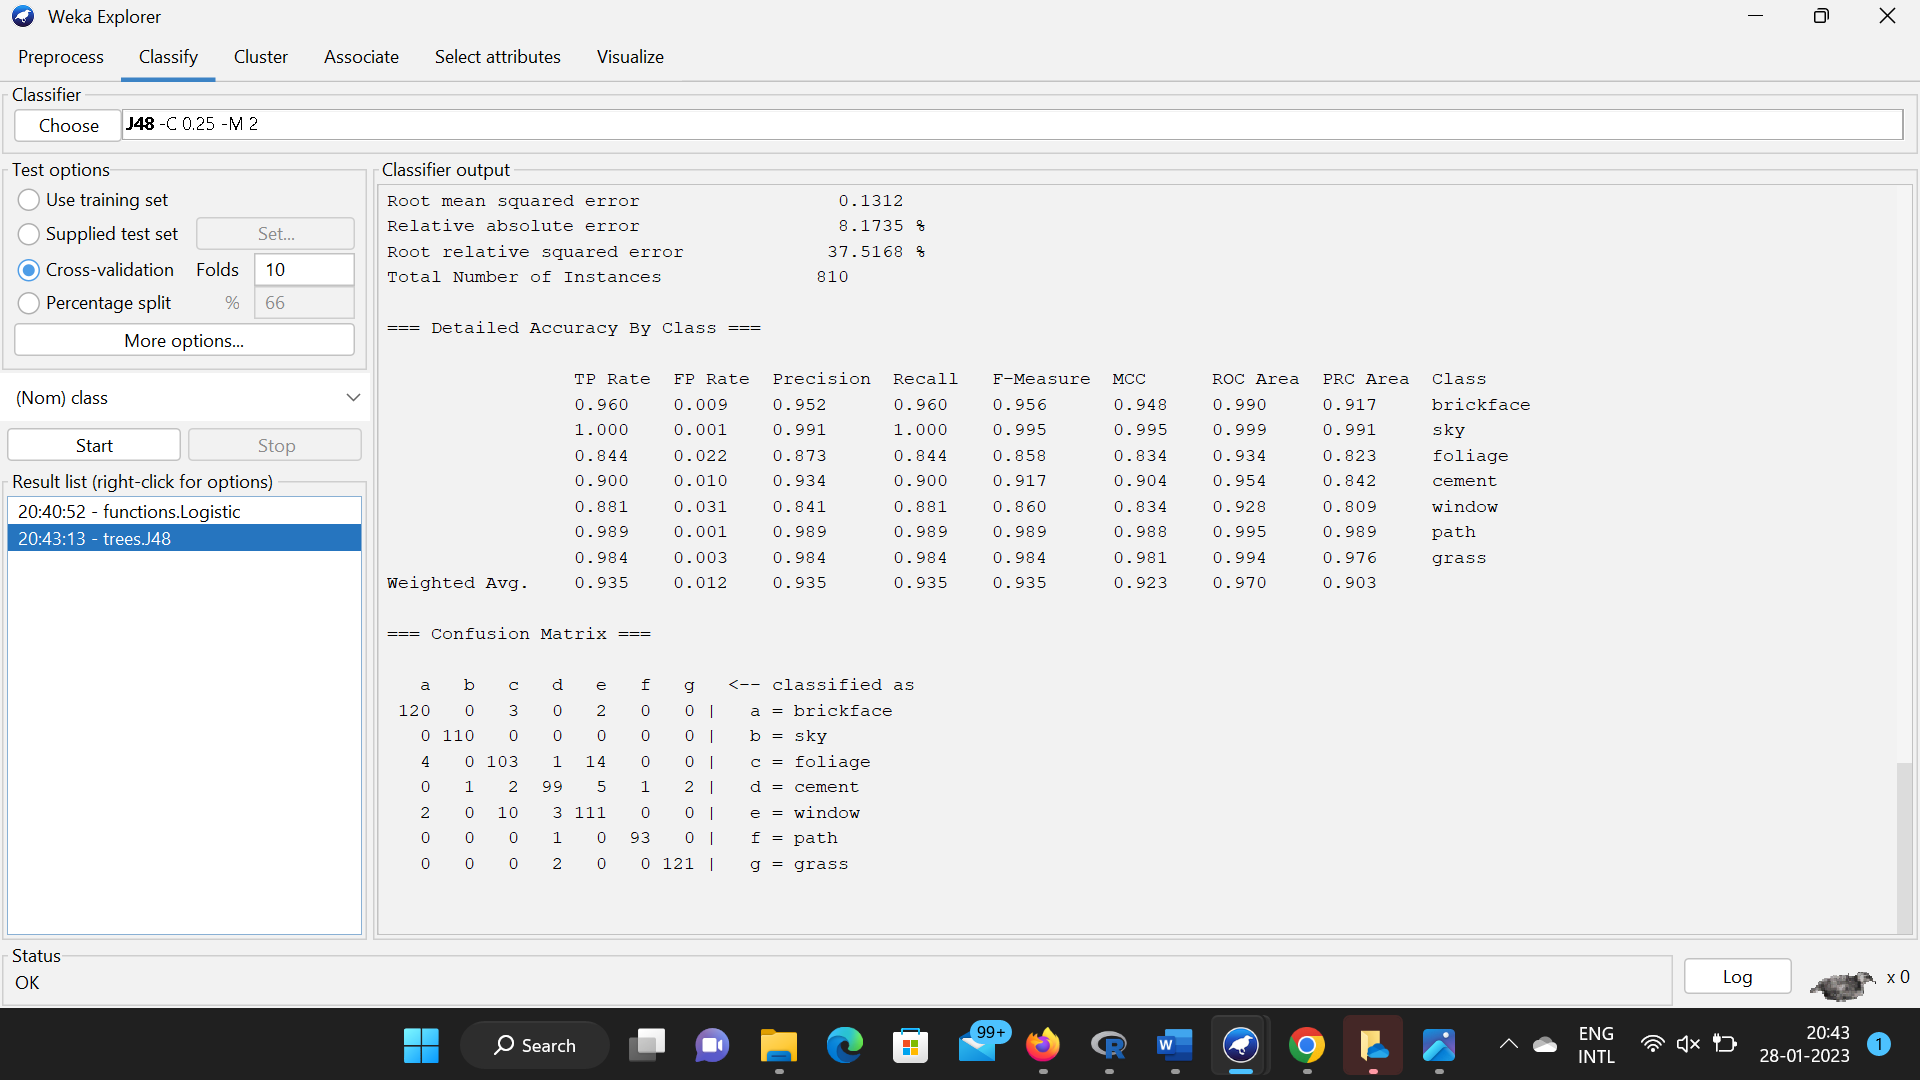 Weka Explorer
Preprocess Classify Cluster Associate Select attributes Visualize
Classifier
Choose J48 -C 0.25 -M 2
Test options
Use training set
Supplied test set Set...
Cross-validation Folds 10
Percentage split % 66
More options...
(Nom) class
Start Stop
Result list (right-click for options)
20:40:52 - functions.Logistic
20:43:13 - trees.J48
Classifier output
Root mean squared error 0.1312
Relative absolute error 8.1735 %
Root relative squared error 37.5168 %
Total Number of Instances 810
=== Detailed Accuracy By Class ===
TP Rate FP Rate Precision Recall F-Measure MCC ROC Area PRC Area Class
0.960 0.009 0.952 0.960 0.956 0.948 0.990 0.917 brickface
1.000 0.001 0.991 1.000 0.995 0.995 0.999 0.991 sky
0.844 0.022 0.873 0.844 0.858 0.834 0.934 0.823 foliage
0.900 0.010 0.934 0.900 0.917 0.904 0.954 0.842 cement
0.881 0.031 0.841 0.881 0.860 0.834 0.928 0.809 window
0.989 0.001 0.989 0.989 0.989 0.988 0.995 0.989 path
0.984 0.003 0.984 0.984 0.984 0.981 0.994 0.976 grass
Weighted Avg. 0.935 0.012 0.935 0.935 0.935 0.923 0.970 0.903
=== Confusion Matrix ===
a b c d e f g <-- classified as
120 0 3 0 2 0 0 | a = brickface
0 110 0 0 0 0 0 | b = sky
4 0 103 1 14 0 0 | c = foliage
0 1 2 99 5 1 2 | d = cement
2 0 10 3 111 0 0 | e = window
0 0 0 1 0 93 0 | f = path
0 0 0 2 0 0 121 | g = grass
Status
OK
Log x 0
Search
99+
R
W
ENG
INTL
20:43
28-01-2023
1